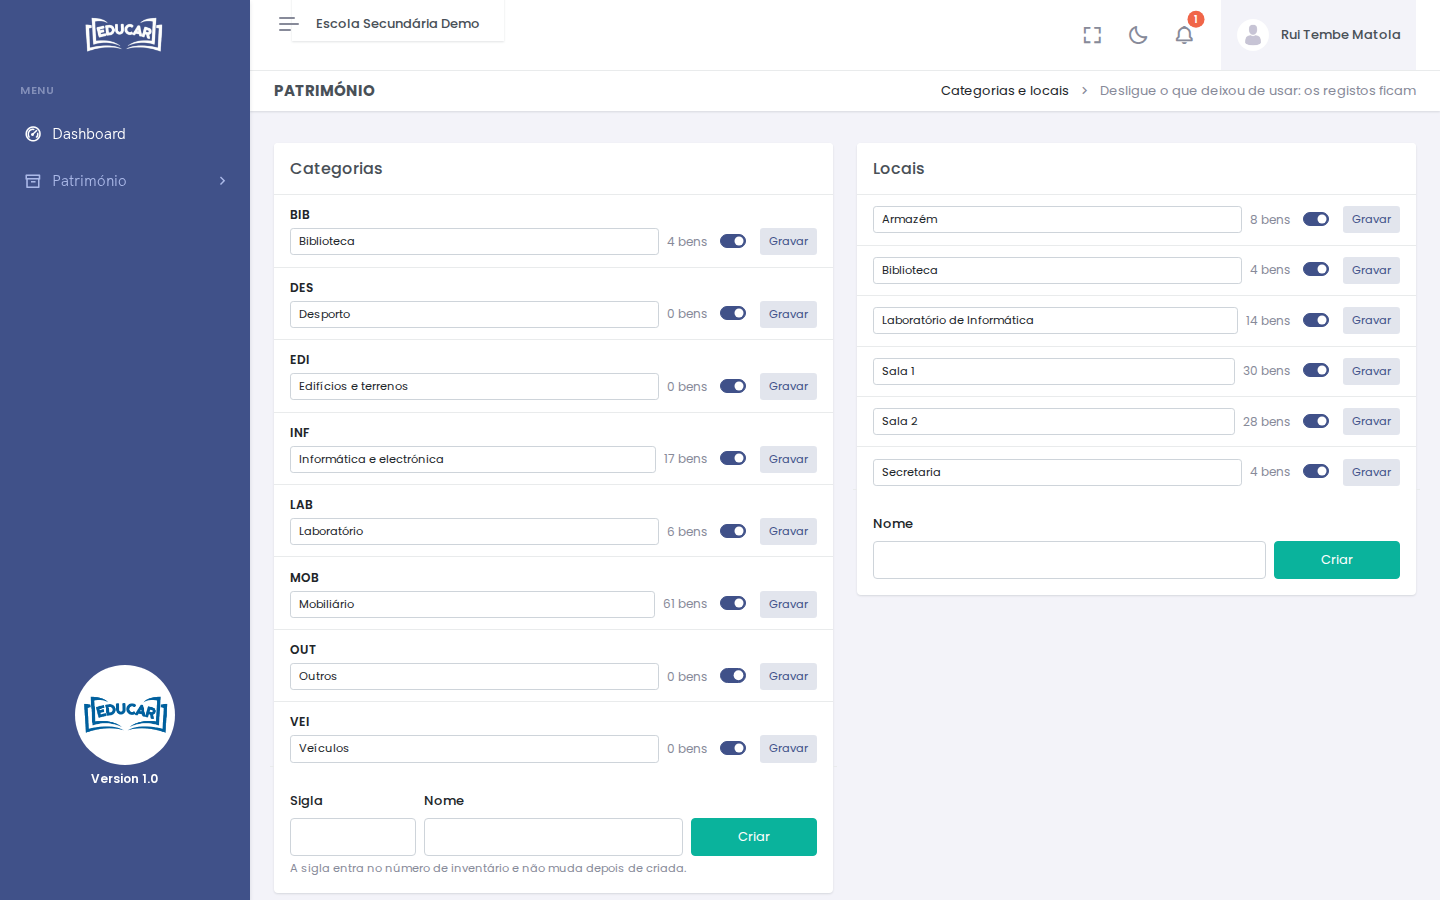 EDUCAR
Escola Secundária Demo
1
Rui Tembe Matola
MENU
Dashboard
Património
PATRIMÓNIO
Categorias e locais > Desligue o que deixou de usar: os registos ficam
Categorias
BIB
Biblioteca 4 bens Gravar
DES
Desporto 0 bens Gravar
EDI
Edifícios e terrenos 0 bens Gravar
INF
Informática e electrónica 17 bens Gravar
LAB
Laboratório 6 bens Gravar
MOB
Mobiliário 61 bens Gravar
OUT
Outros 0 bens Gravar
VEI
Veículos 0 bens Gravar
Sigla Nome
Criar
A sigla entra no número de inventário e não muda depois de criada.
Locais
Armazém 8 bens Gravar
Biblioteca 4 bens Gravar
Laboratório de Informática 14 bens Gravar
Sala 1 30 bens Gravar
Sala 2 28 bens Gravar
Secretaria 4 bens Gravar
Nome
Criar
EDUCAR
Version 1.0